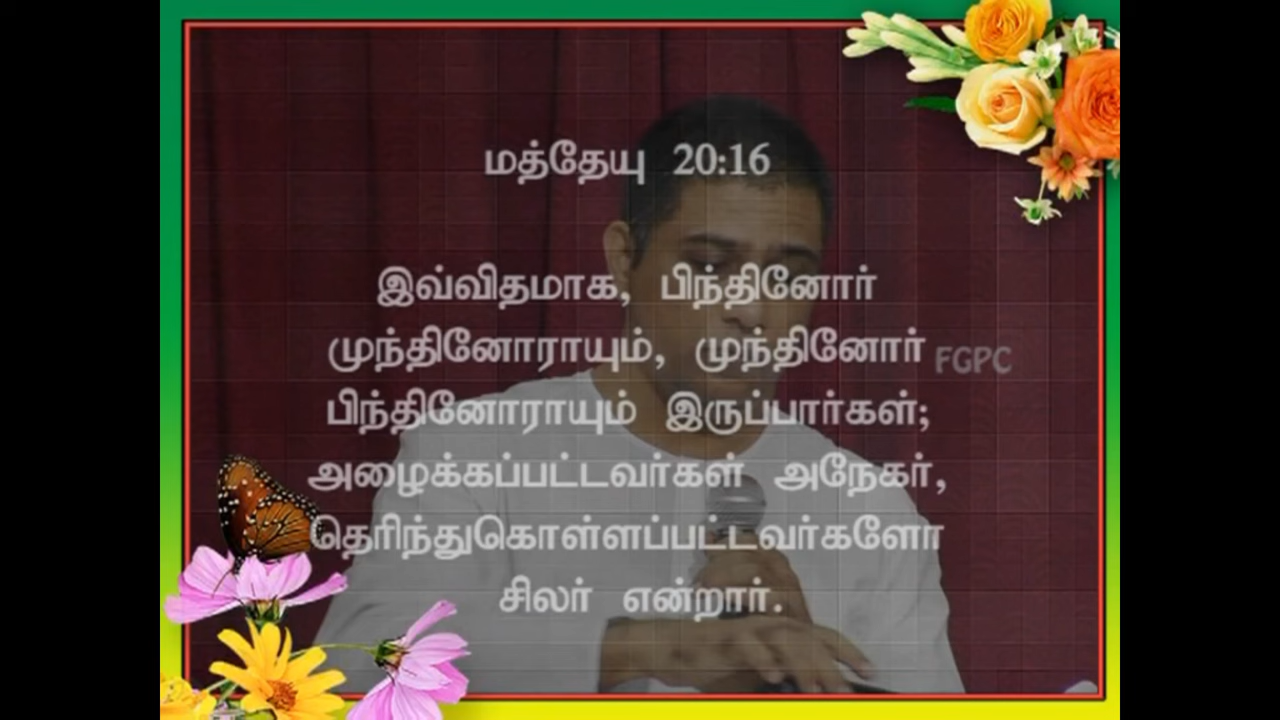 மத்தேயு 20:16
இவ்விதமாக, பிந்தினோர்
முந்தினோராயும், முந்தினோர்
FGPC
பிந்தினோராயும் இருப்பார்கள்;
அழைக்கப்பட்டவர்கள் அநேகர்,
தெரிந்துகொள்ளப்பட்டவர்களோ
சிலர் என்றார்.